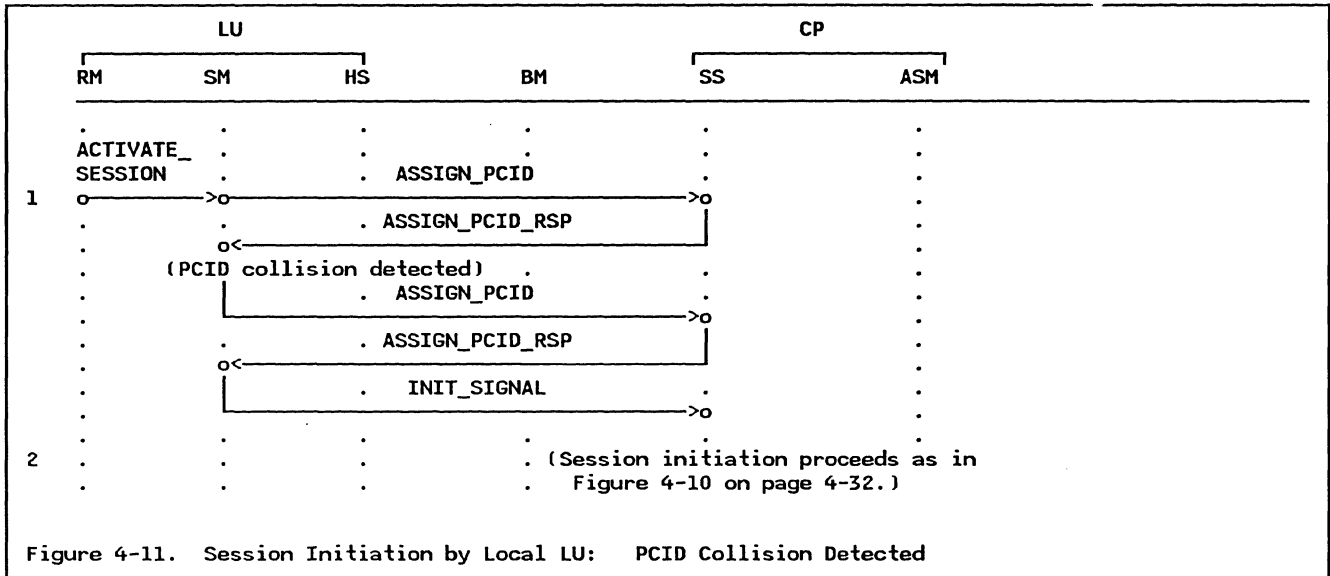 LU CP
RM SM HS BM SS ASM
ACTIVATE_
SESSION ASSIGN_PCID
1
ASSIGN_PCID_RSP
(PCID collision detected)
ASSIGN_PCID
ASSIGN_PCID_RSP
INIT_SIGNAL
2 (Session initiation proceeds as in
Figure 4-10 on page 4-32.)
Figure 4-11. Session Initiation by Local LU: PCID Collision Detected